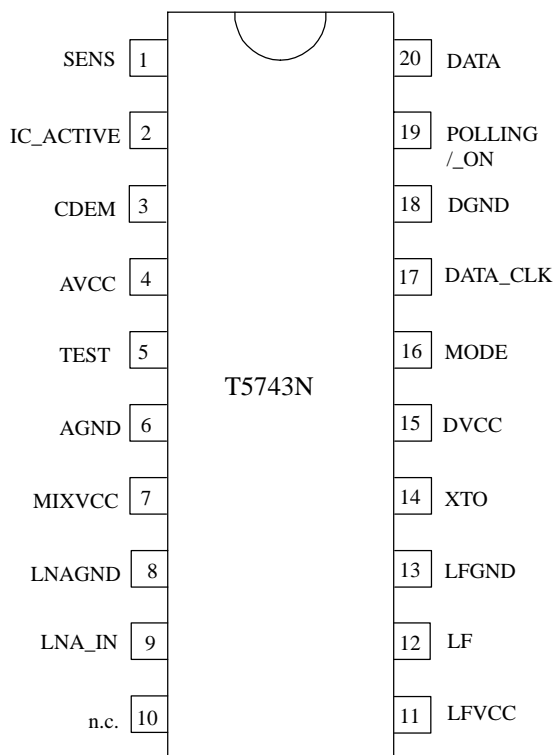 SENS 1 20 DATA
IC_ACTIVE 2 19 POLLING
/_ON
CDEM 3 18 DGND
AVCC 4 17 DATA_CLK
TEST 5 16 MODE
T5743N
AGND 6 15 DVCC
MIXVCC 7 14 XTO
LNAGND 8 13 LFGND
LNA_IN 9 12 LF
n.c. 10 11 LFVCC